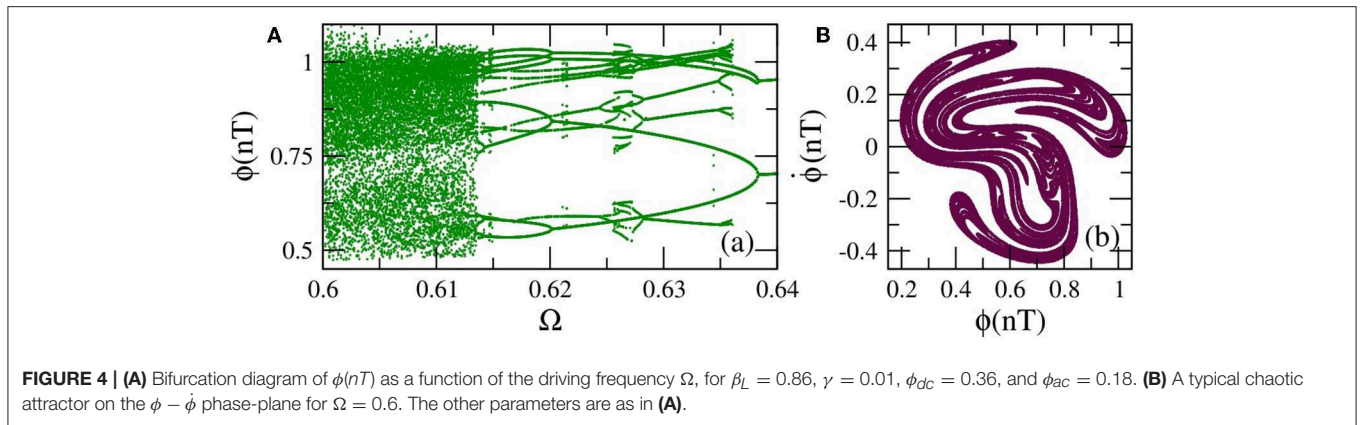 A
B
ϕ(nT)
1
0.75
0.5
(a)
0.6
0.61
0.62
0.63
0.64
Ω
ϕ̇(nT)
0.4
0.2
0
-0.2
-0.4
(b)
0.2
0.4
0.6
0.8
1
ϕ(nT)
FIGURE 4 | (A) Bifurcation diagram of ϕ(nT) as a function of the driving frequency Ω, for β_L = 0.86, γ = 0.01, ϕ_dc = 0.36, and ϕ_ac = 0.18. (B) A typical chaotic
attractor on the ϕ − ϕ̇ phase-plane for Ω = 0.6. The other parameters are as in (A).